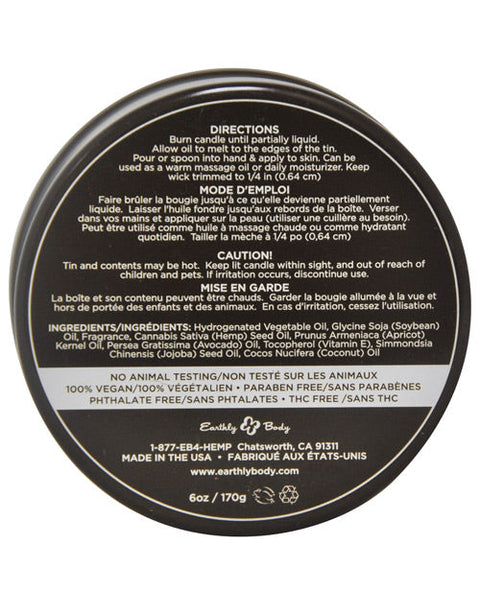 DIRECTIONS
Burn candle until partially liquid.
Allow oil to melt to the edges of the tin.
Pour or spoon into hand & apply to skin. Can be
used as a warm massage oil or daily moisturizer. Keep
wick trimmed to 1/4 in (0.64 cm)
MODE D'EMPLOI
Faire brûler la bougie jusqu'à ce qu'elle devienne partiellement
liquide. Laisser l'huile fondre jusqu'aux rebords de la boîte. Verser
dans vos mains et appliquer sur la peau (utiliser une cuillère au besoin).
Peut être utilisé comme huile à massage chaude ou comme hydratant
quotidien. Tailler la mèche à 1/4 po (0,64 cm)
CAUTION!
Tin and contents may be hot. Keep lit candle within sight, and out of reach of
children and pets. If irritation occurs, discontinue use.
MISE EN GARDE
La boîte et son contenu peuvent être chauds. Garder la bougie allumée à la vue et
hors de portée des enfants et des animaux. En cas d'irritation, cessez l'utilisation.
INGREDIENTS/INGRÉDIENTS: Hydrogenated Vegetable Oil, Glycine Soja (Soybean)
Oil, Fragrance, Cannabis Sativa (Hemp) Seed Oil, Prunus Armeniaca (Apricot)
Kernel Oil, Persea Gratissima (Avocado) Oil, Tocopherol (Vitamin E), Simmondsia
Chinensis (Jojoba) Seed Oil, Cocos Nucifera (Coconut) Oil
NO ANIMAL TESTING/NON TESTÉ SUR LES ANIMAUX
100% VEGAN/100% VÉGÉTALIEN • PARABEN FREE/SANS PARABÈNES
PHTHALATE FREE/SANS PHTALATES • THC FREE/SANS THC
Earthly Body
1-877-EB4-HEMP Chatsworth, CA 91311
MADE IN THE USA • FABRIQUÉ AUX ÉTATS-UNIS
www.earthlybody.com
6oz / 170g